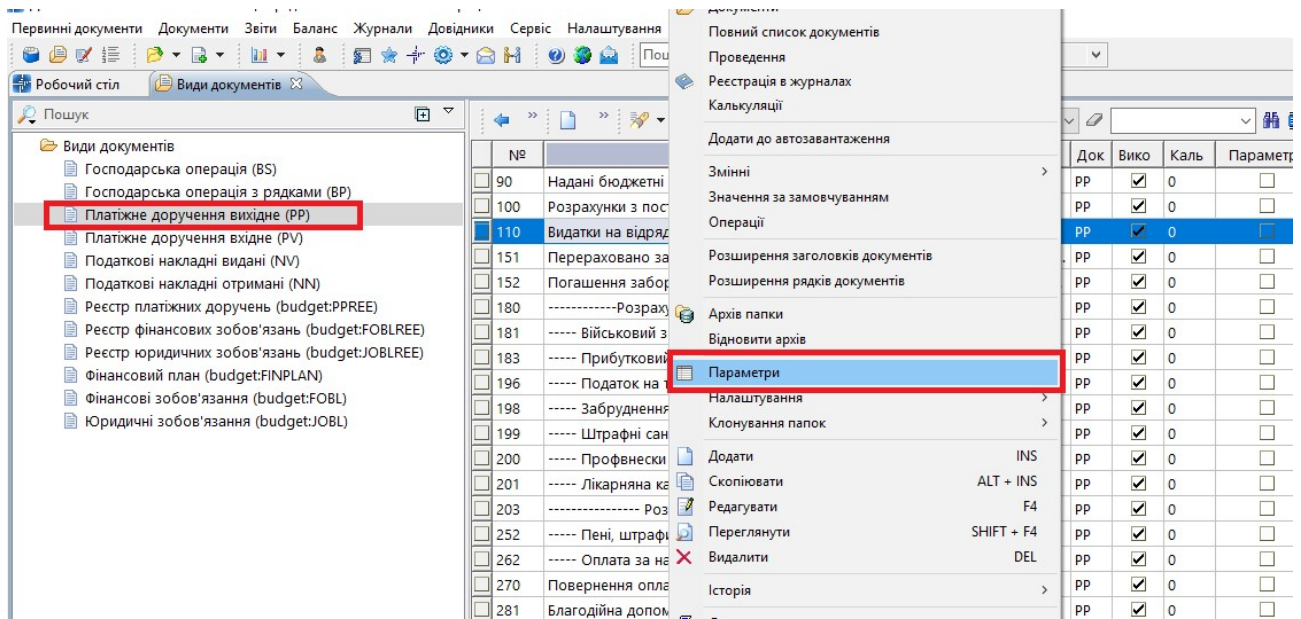 Первинні документи Документи Звіти Баланс Журнали Довідники Сервіс Налаштування
Робочий стіл Види документів
Пошук
Види документів
Господарська операція (BS)
Господарська операція з рядками (BP)
Платіжне доручення вихідне (PP)
Платіжне доручення вхідне (PV)
Податкові накладні видані (NV)
Податкові накладні отримані (NN)
Реєстр платіжних доручень (budget:PPREE)
Реєстр фінансових зобов'язань (budget:FOBLREE)
Реєстр юридичних зобов'язань (budget:JOBLREE)
Фінансовий план (budget:FINPLAN)
Фінансові зобов'язання (budget:FOBL)
Юридичні зобов'язання (budget:JOBL)
№ Док Вико Каль Параметр
90 Надані бюджетні PP 0
100 Розрахунки з пост PP 0
110 Видатки на відряд PP 0
151 Перераховано за PP 0
152 Погашення забор PP 0
180 ------------Розраху PP 0
181 ----- Військовий з PP 0
183 ----- Прибутковий PP 0
196 ----- Податок на т PP 0
198 ----- Забруднення PP 0
199 ----- Штрафні сан PP 0
200 ----- Профвнески PP 0
201 ----- Лікарняна ка PP 0
203 ---------------- Роз PP 0
252 ----- Пені, штрафи PP 0
262 ----- Оплата за на PP 0
270 Повернення опла PP 0
281 Благодійна допом PP 0
Документи
Повний список документів
Проведення
Реєстрація в журналах
Калькуляції
Додати до автозавантаження
Змінні
Значення за замовчуванням
Операції
Розширення заголовків документів
Розширення рядків документів
Архів папки
Відновити архів
Параметри
Налаштування
Клонування папок
Додати INS
Скопіювати ALT + INS
Редагувати F4
Переглянути SHIFT + F4
Видалити DEL
Історія